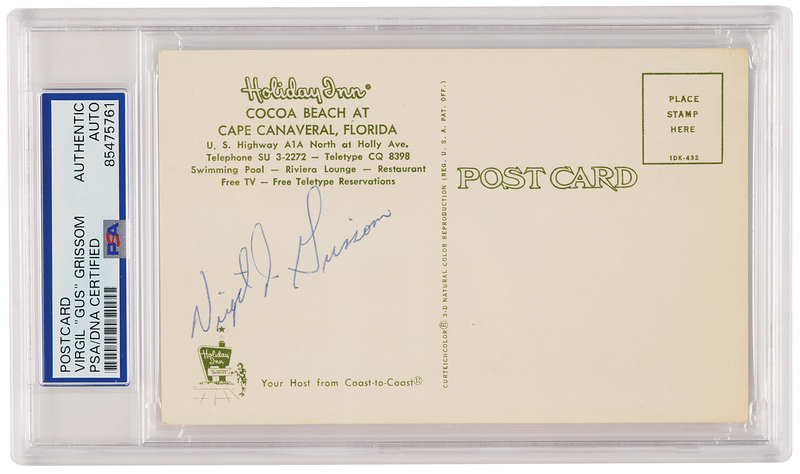 POSTCARD
VIRGIL "GUS" GRISSOM
PSA/DNA CERTIFIED
AUTHENTIC
AUTO
85475761
PSA
Holiday Inn®
COCOA BEACH AT
CAPE CANAVERAL, FLORIDA
U. S. Highway A1A North at Holly Ave.
Telephone SU 3-2272 — Teletype CQ 8398
Swimming Pool — Riviera Lounge — Restaurant
Free TV — Free Teletype Reservations
Virgil I Grissom
Holiday
Inn
Your Host from Coast-to-Coast®
CURTEICHCOLOR® 3-D NATURAL COLOR REPRODUCTION (REG. U. S. A. PAT. OFF.)
POST CARD
PLACE
STAMP
HERE
1DK-432